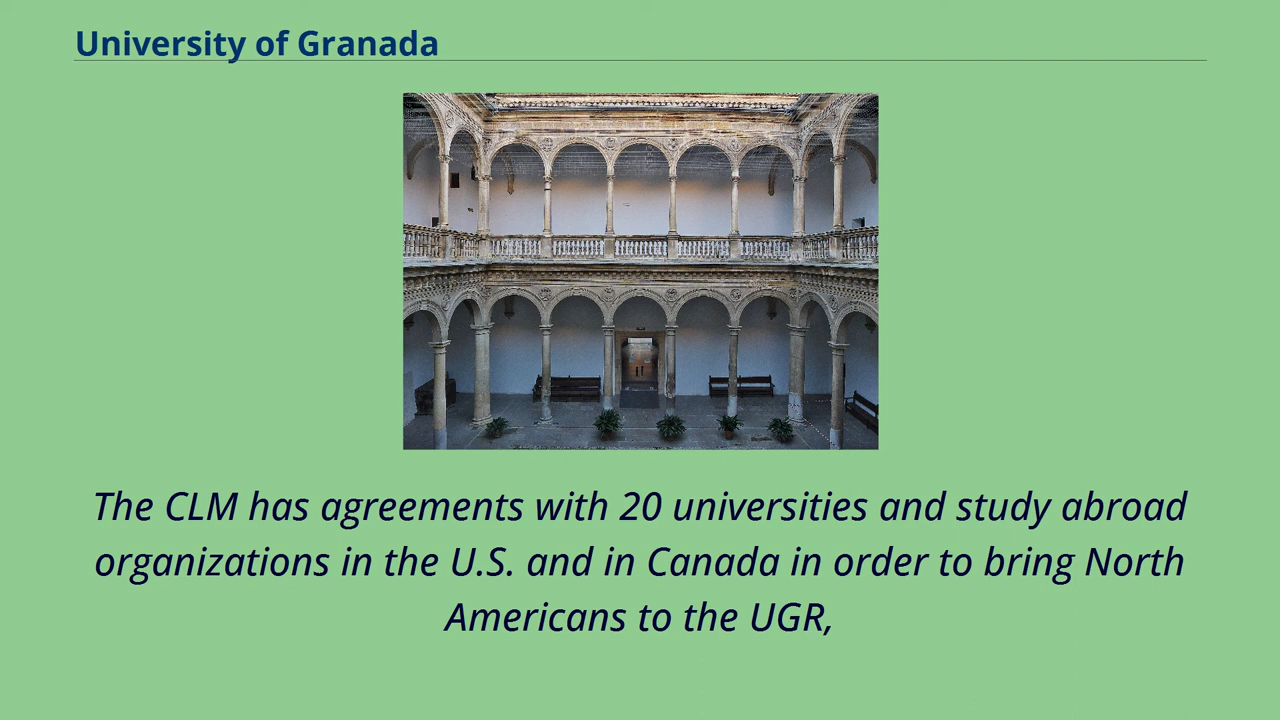 University of Granada
The CLM has agreements with 20 universities and study abroad
organizations in the U.S. and in Canada in order to bring North
Americans to the UGR,